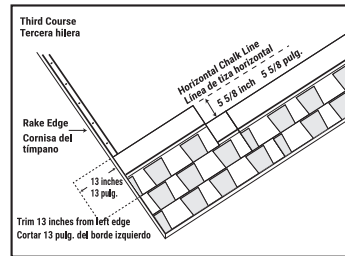 Third Course
Tercera hilera
Horizontal Chalk Line
Línea de tiza horizontal
5 5/8 inch 5 5/8 pulg.
Rake Edge
Cornisa del
tímpano
13 inches
13 pulg.
Trim 13 inches from left edge
Cortar 13 pulg. del borde izquierdo